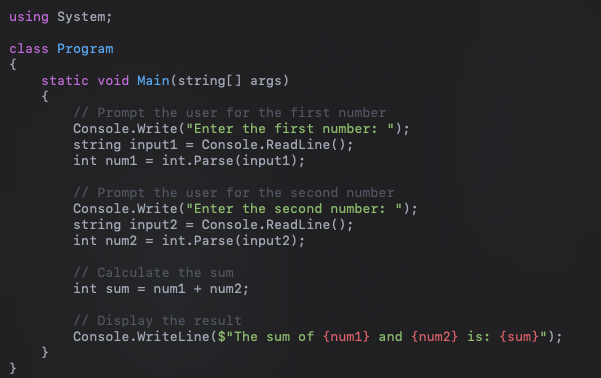 using System;

class Program
{
    static void Main(string[] args)
    {
        // Prompt the user for the first number
        Console.Write("Enter the first number: ");
        string input1 = Console.ReadLine();
        int num1 = int.Parse(input1);

        // Prompt the user for the second number
        Console.Write("Enter the second number: ");
        string input2 = Console.ReadLine();
        int num2 = int.Parse(input2);

        // Calculate the sum
        int sum = num1 + num2;

        // Display the result
        Console.WriteLine($"The sum of {num1} and {num2} is: {sum}");
    }
}